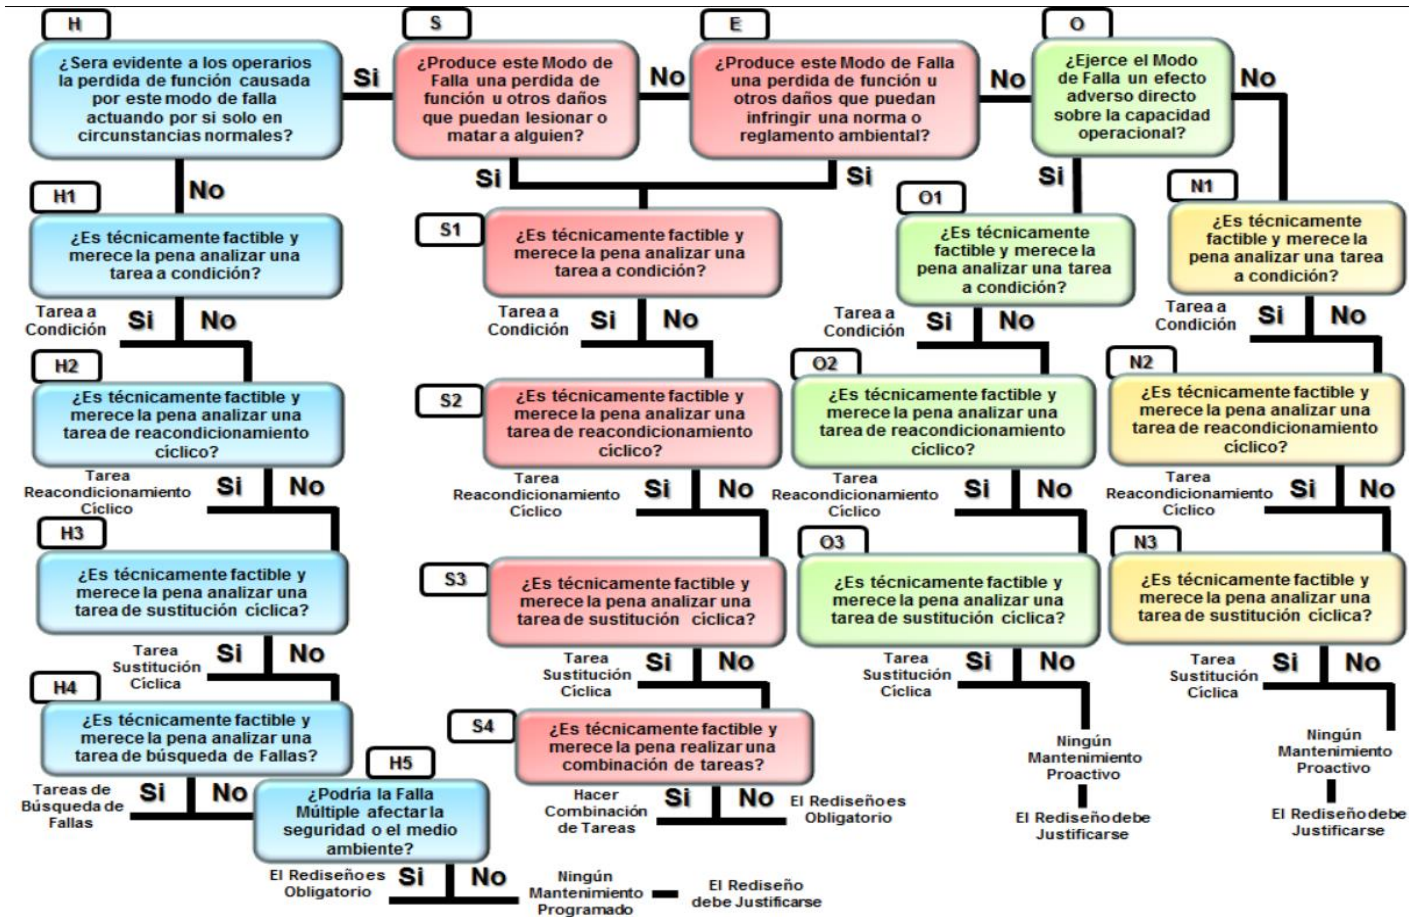 H
¿Sera evidente a los operarios
la perdida de función causada
por este modo de falla
actuando por si solo en
circunstancias normales?
Si
No
S
¿Produce este Modo de
Falla una perdida de
función u otros daños
que puedan lesionar o
matar a alguien?
No
Si
E
¿Produce este Modo de Falla
una perdida de función u
otros daños que puedan
infringir una norma o
reglamento ambiental?
No
Si
O
¿Ejerce el Modo
de Falla un efecto
adverso directo
sobre la capacidad
operacional?
No
Si
H1
¿Es técnicamente factible y
merece la pena analizar una
tarea a condición?
Tarea a
Condición
Si
No
H2
¿Es técnicamente factible y
merece la pena analizar una
tarea de reacondicionamiento
cíclico?
Tarea
Reacondicionamiento
Cíclico
Si
No
H3
¿Es técnicamente factible y
merece la pena analizar una
tarea de sustitución cíclica?
Tarea
Sustitución
Cíclica
Si
No
H4
¿Es técnicamente factible y
merece la pena analizar una
tarea de búsqueda de Fallas?
Tareas de
Búsqueda de
Fallas
Si
No
H5
¿Podría la Falla
Múltiple afectar la
seguridad o el medio
ambiente?
El Rediseño es
Obligatorio
Si
No
Ningún
Mantenimiento
Programado
El Rediseño
debe Justificarse
S1
¿Es técnicamente factible y
merece la pena analizar una
tarea a condición?
Tarea a
Condición
Si
No
S2
¿Es técnicamente factible y
merece la pena analizar una
tarea de reacondicionamiento
cíclico?
Tarea
Reacondicionamiento
Cíclico
Si
No
S3
¿Es técnicamente factible y
merece la pena analizar una
tarea de sustitución cíclica?
Tarea
Sustitución
Cíclica
Si
No
S4
¿Es técnicamente factible y
merece la pena realizar una
combinación de tareas?
Hacer
Combinación
de Tareas
Si
No
El Rediseño es
Obligatorio
O1
¿Es técnicamente
factible y merece la
pena analizar una tarea
a condición?
Tarea a
Condición
Si
No
O2
¿Es técnicamente factible y
merece la pena analizar una
tarea de reacondicionamiento
cíclico?
Tarea
Reacondicionamiento
Cíclico
Si
No
O3
¿Es técnicamente factible y
merece la pena analizar una
tarea de sustitución cíclica?
Tarea
Sustitución
Cíclica
Si
No
Ningún
Mantenimiento
Proactivo
El Rediseño debe
Justificarse
N1
¿Es técnicamente
factible y merece la
pena analizar una tarea
a condición?
Tarea a
Condición
Si
No
N2
¿Es técnicamente factible y
merece la pena analizar una
tarea de reacondicionamiento
cíclico?
Tarea
Reacondicionamiento
Cíclico
Si
No
N3
¿Es técnicamente factible y
merece la pena analizar una
tarea de sustitución cíclica?
Tarea
Sustitución
Cíclica
Si
No
Ningún
Mantenimiento
Proactivo
El Rediseño debe
Justificarse